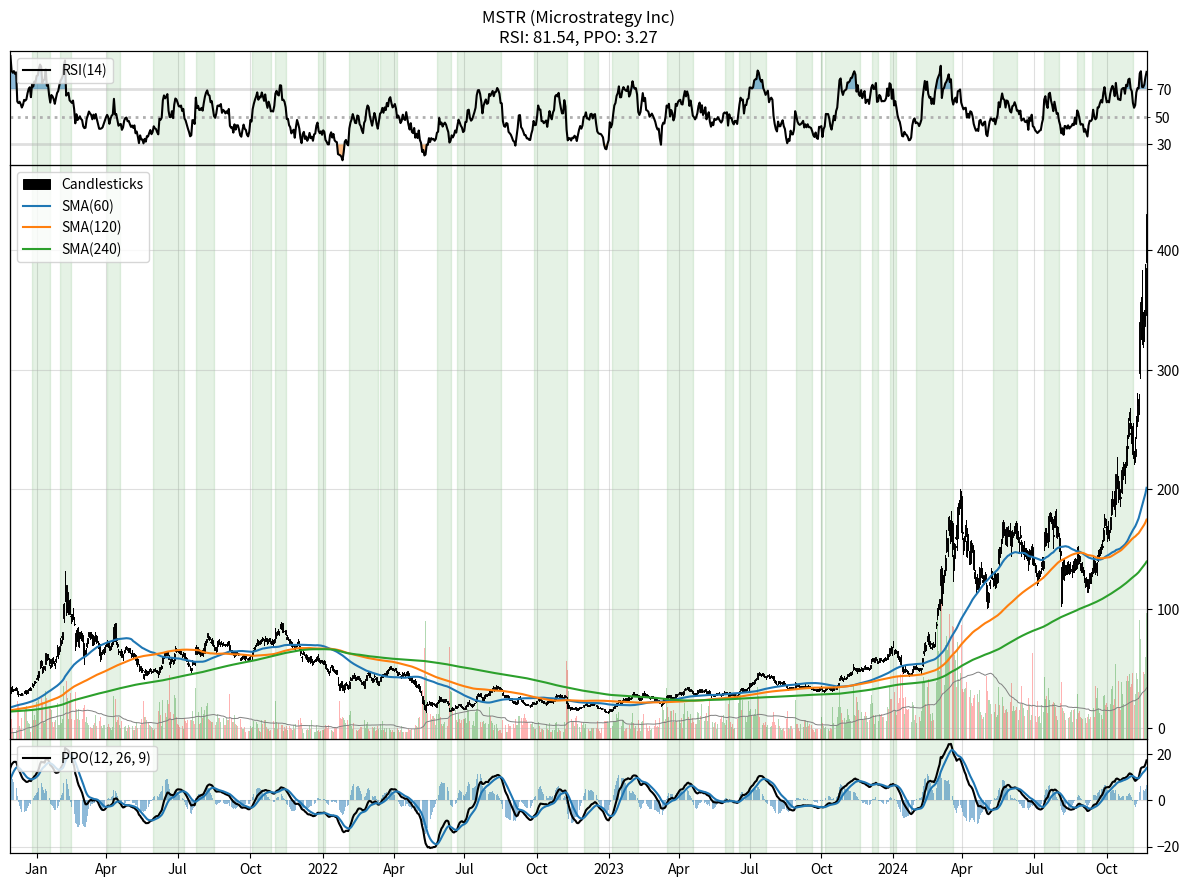 MSTR (Microstrategy Inc)
RSI: 81.54, PPO: 3.27
RSI(14)
70
50
30
Candlesticks
SMA(60)
SMA(120)
SMA(240)
400
300
200
100
0
PPO(12, 26, 9)
20
0
−20
Jan Apr Jul Oct 2022 Apr Jul Oct 2023 Apr Jul Oct 2024 Apr Jul Oct